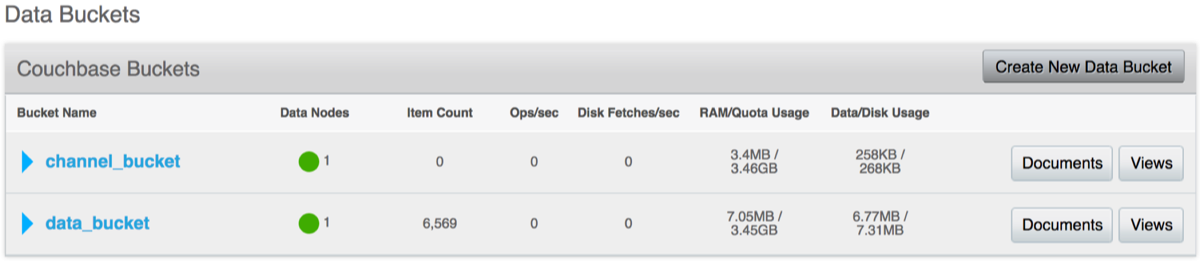 Data Buckets
Couchbase Buckets Create New Data Bucket
Bucket Name Data Nodes Item Count Ops/sec Disk Fetches/sec RAM/Quota Usage Data/Disk Usage
channel_bucket 1 0 0 0 3.4MB / 3.46GB 258KB / 268KB Documents Views
data_bucket 1 6,569 0 0 7.05MB / 3.45GB 6.77MB / 7.31MB Documents Views